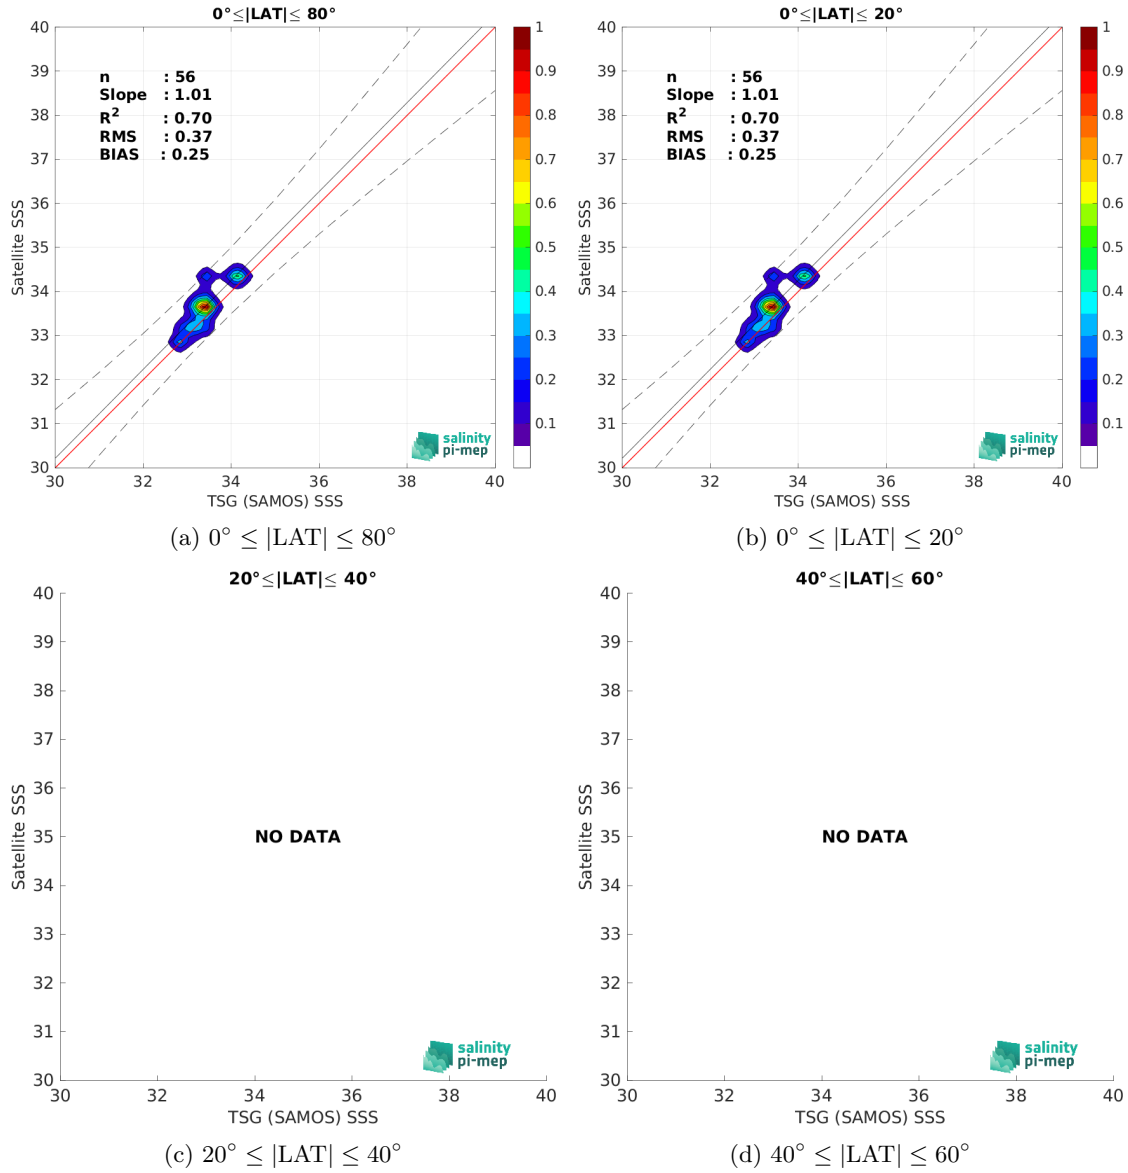 0°≤|LAT|≤ 80°
40
39
38
37
36
35
34
33
32
31
30
Satellite SSS
n : 56
Slope : 1.01
R² : 0.70
RMS : 0.37
BIAS : 0.25
salinity
pi-mep
30 32 34 36 38 40
TSG (SAMOS) SSS
1
0.9
0.8
0.7
0.6
0.5
0.4
0.3
0.2
0.1
(a) 0° ≤ |LAT| ≤ 80°
0°≤|LAT|≤ 20°
40
39
38
37
36
35
34
33
32
31
30
Satellite SSS
n : 56
Slope : 1.01
R² : 0.70
RMS : 0.37
BIAS : 0.25
salinity
pi-mep
30 32 34 36 38 40
TSG (SAMOS) SSS
1
0.9
0.8
0.7
0.6
0.5
0.4
0.3
0.2
0.1
(b) 0° ≤ |LAT| ≤ 20°
20°≤|LAT|≤ 40°
40
39
38
37
36
35
34
33
32
31
30
Satellite SSS
NO DATA
salinity
pi-mep
30 32 34 36 38 40
TSG (SAMOS) SSS
(c) 20° ≤ |LAT| ≤ 40°
40°≤|LAT|≤ 60°
40
39
38
37
36
35
34
33
32
31
30
Satellite SSS
NO DATA
salinity
pi-mep
30 32 34 36 38 40
TSG (SAMOS) SSS
(d) 40° ≤ |LAT| ≤ 60°